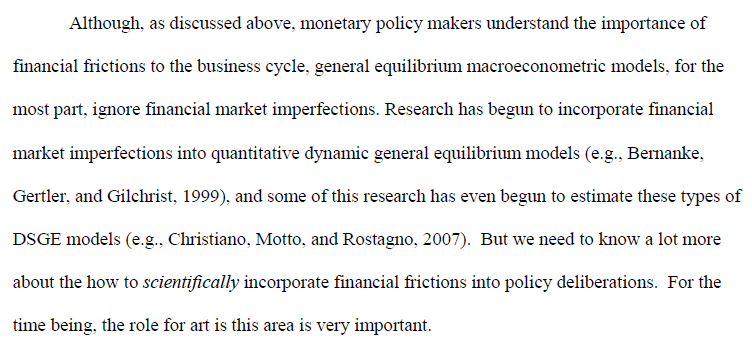 Although, as discussed above, monetary policy makers understand the importance of
financial frictions to the business cycle, general equilibrium macroeconometric models, for the
most part, ignore financial market imperfections. Research has begun to incorporate financial
market imperfections into quantitative dynamic general equilibrium models (e.g., Bernanke,
Gertler, and Gilchrist, 1999), and some of this research has even begun to estimate these types of
DSGE models (e.g., Christiano, Motto, and Rostagno, 2007).  But we need to know a lot more
about the how to scientifically incorporate financial frictions into policy deliberations.  For the
time being, the role for art is this area is very important.